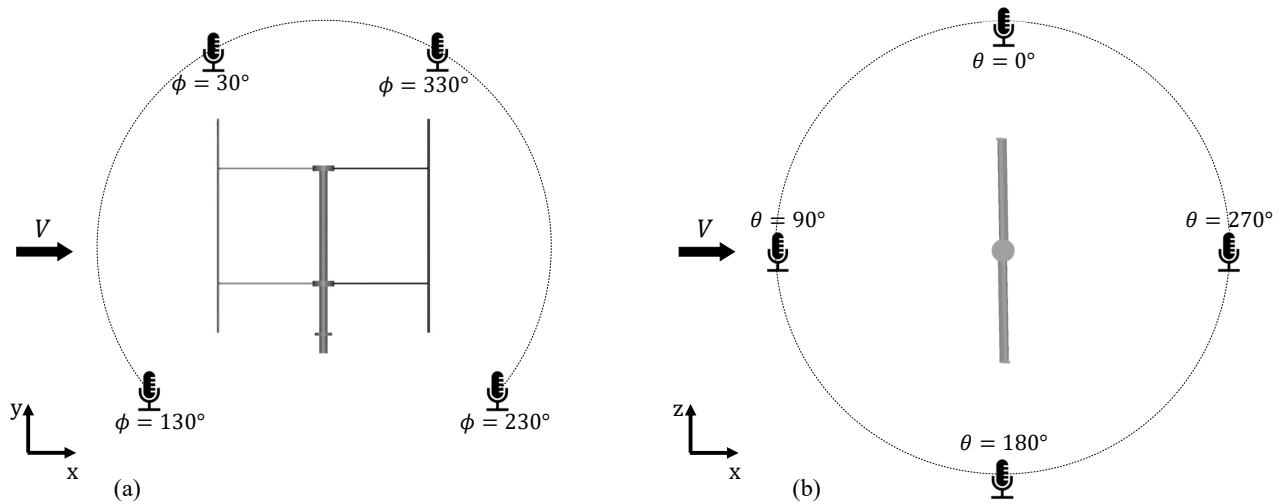 ϕ = 30°
ϕ = 330°
V
ϕ = 130°
ϕ = 230°
y
x
(a)
θ = 0°
θ = 90°
θ = 270°
V
θ = 180°
z
x
(b)